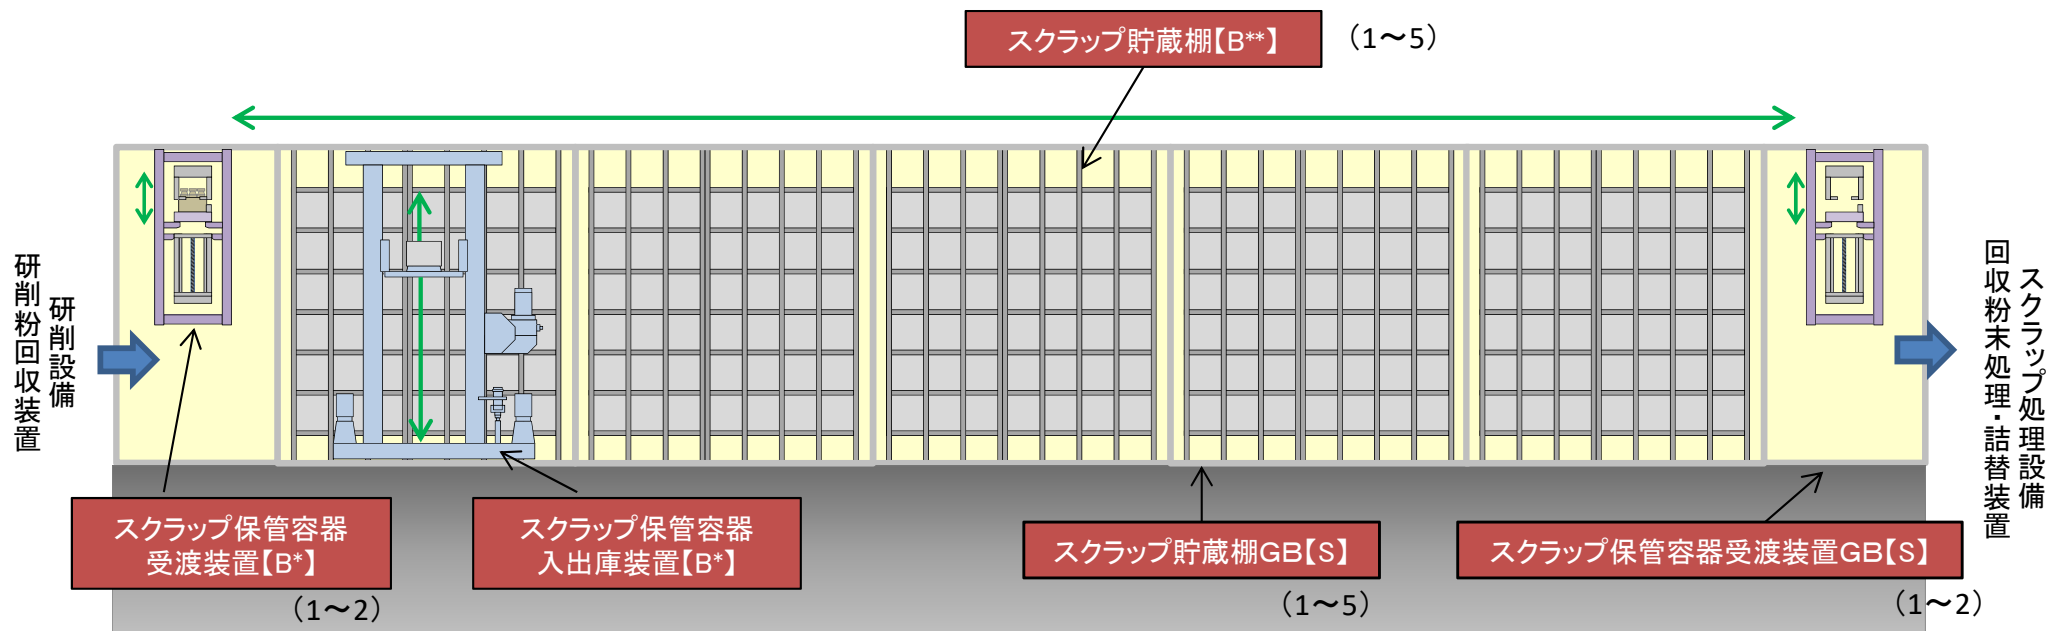 スクラップ貯蔵棚【B**】
（1～5）
研削設備
研削粉回収装置
スクラップ処理設備
回収粉末処理・詰替装置
スクラップ保管容器
受渡装置【B*】
（1～2）
スクラップ保管容器
入出庫装置【B*】
スクラップ貯蔵棚GB【S】
（1～5）
スクラップ保管容器受渡装置GB【S】
（1～2）